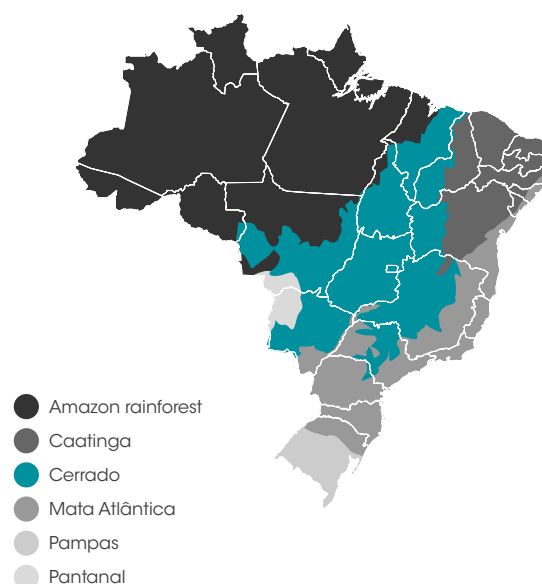 Amazon rainforest
Caatinga
Cerrado
Mata Atlântica
Pampas
Pantanal